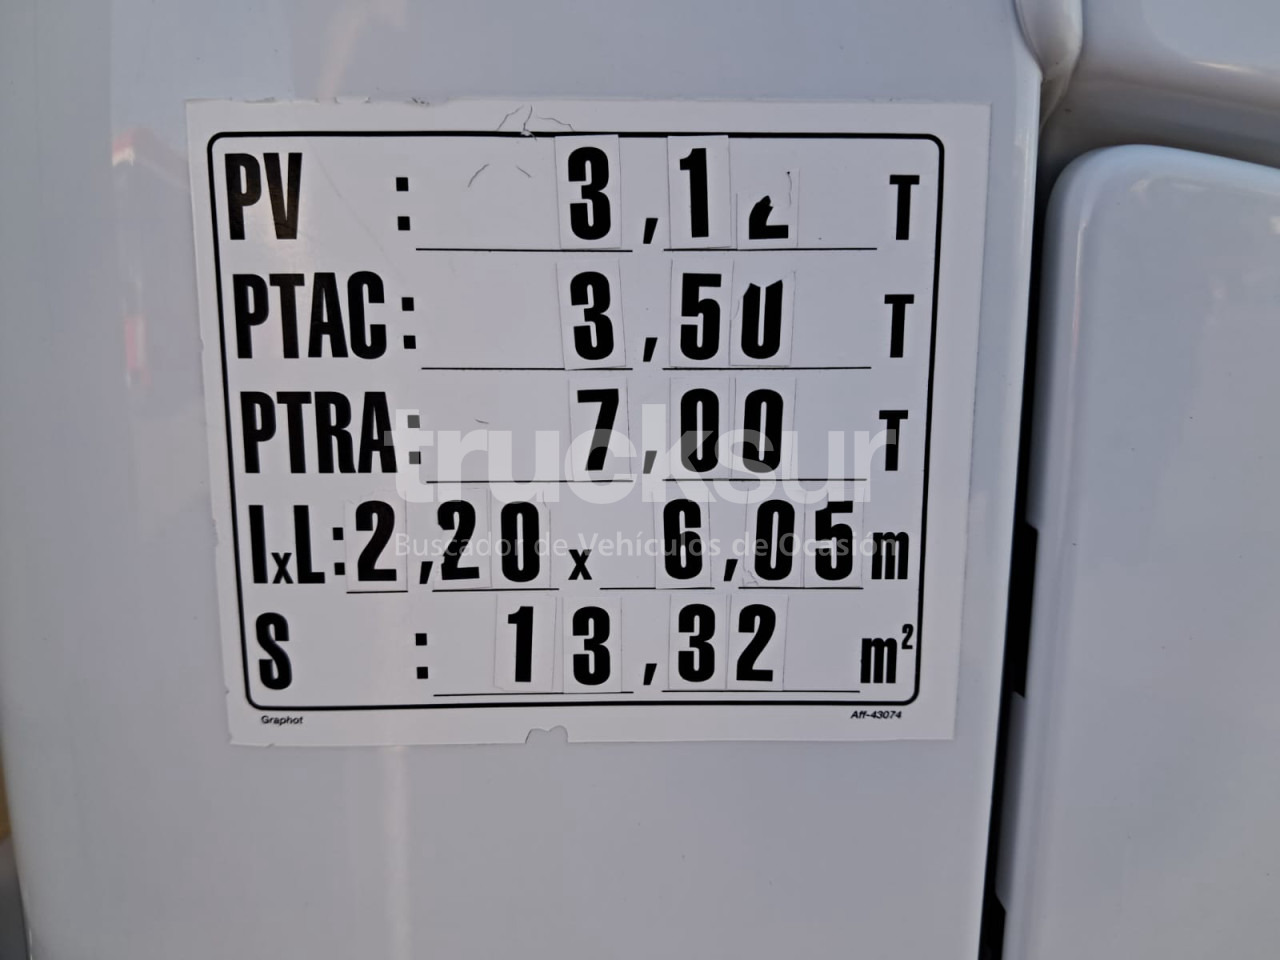 PV : 3,12 T
PTAC : 3,50 T
PTRA : 7,00 T
trucksur
IxL : 2,20 x 6,05 m
Buscador de Vehículos de Ocasión
S : 13,32 m²
Graphot Aff-43074